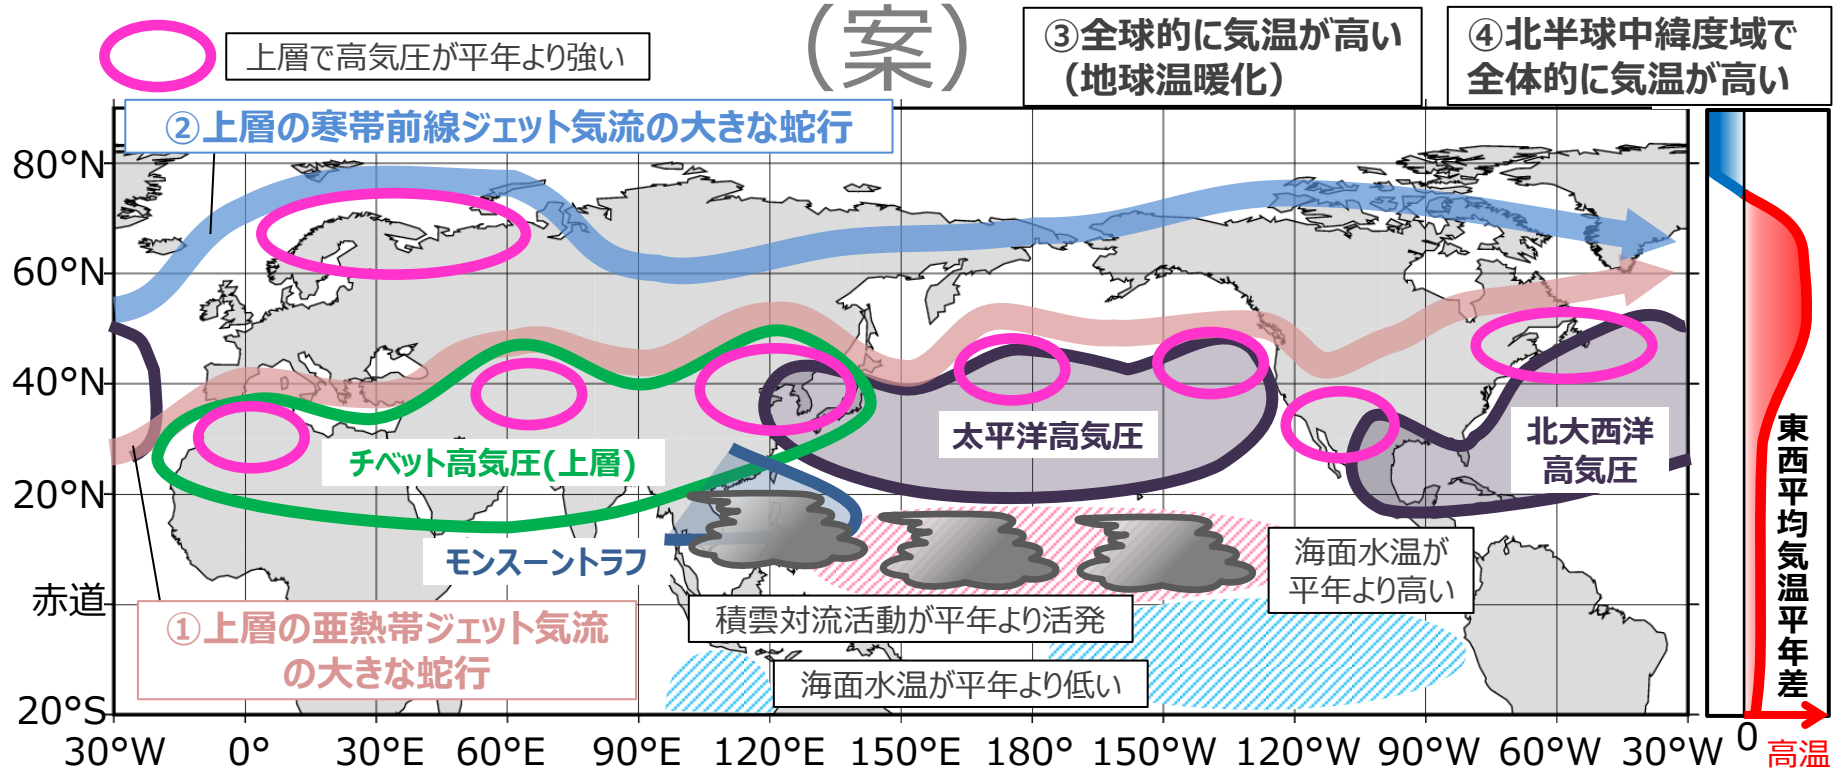 上層で高気圧が平年より強い
（案）
③全球的に気温が高い
（地球温暖化）
④北半球中緯度域で
全体的に気温が高い
②上層の寒帯前線ジェット気流の大きな蛇行
80°N
60°N
40°N
20°N
赤道
20°S
チベット高気圧(上層)
太平洋高気圧
北大西洋
高気圧
モンスーントラフ
海面水温が
平年より高い
積雲対流活動が平年より活発
①上層の亜熱帯ジェット気流
の大きな蛇行
海面水温が平年より低い
東西平均気温平年差
30°W 0° 30°E 60°E 90°E 120°E 150°E 180° 150°W 120°W 90°W 60°W 30°W
0
高温